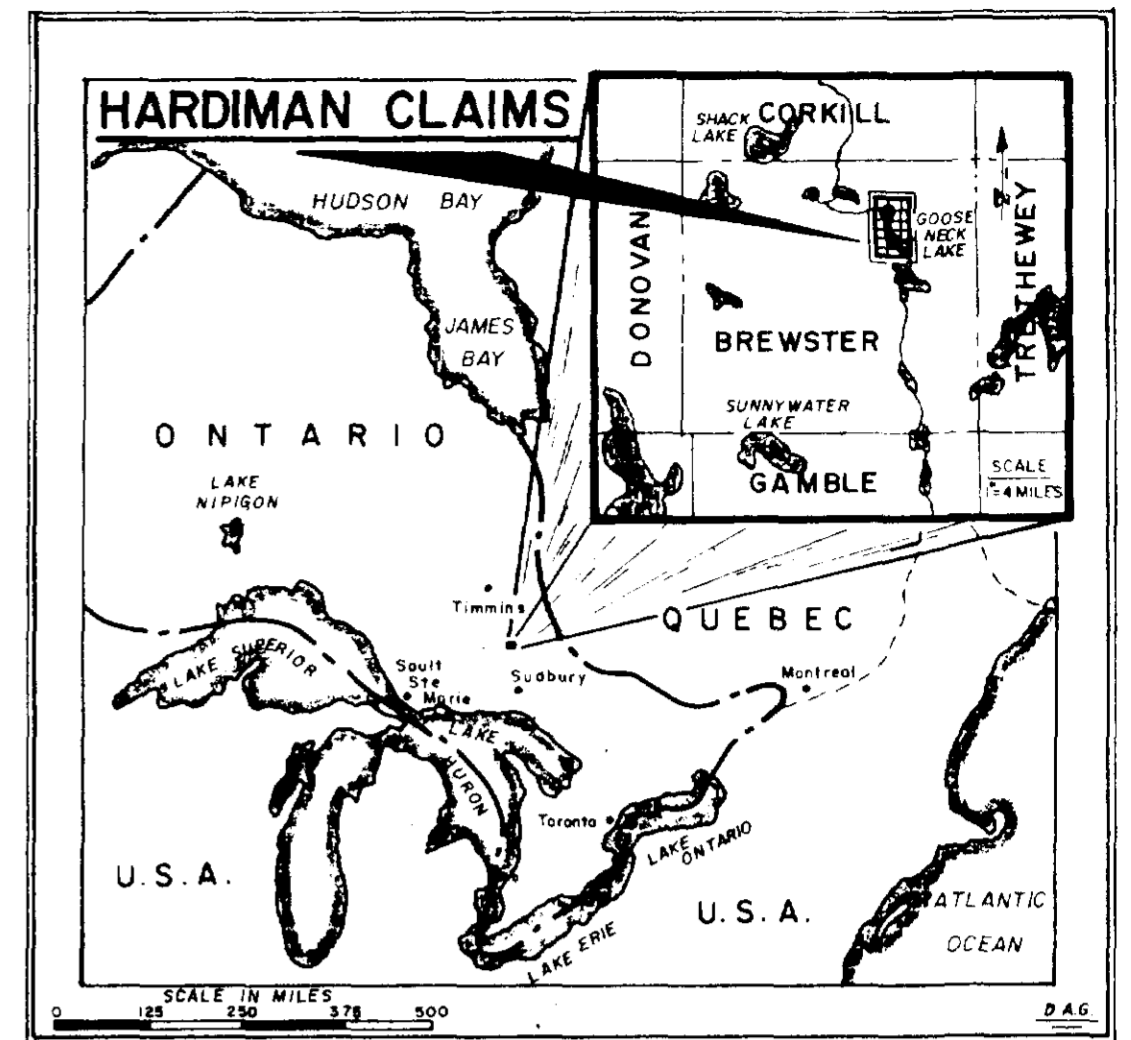 HARDIMAN CLAIMS
HUDSON BAY
JAMES
BAY
ONTARIO
LAKE
NIPIGON
Timmins
QUEBEC
LAKE SUPERIOR
Sault
Ste
Marie
Sudbury
Montreal
LAKE
HURON
Toronto
LAKE
ONTARIO
LAKE ERIE
U.S.A.
U.S.A.
ATLANTIC
OCEAN
SHACK
LAKE
CORKILL
DONOVAN
GOOSE
NECK
LAKE
TRETHEWEY
N
BREWSTER
SUNNYWATER
LAKE
GAMBLE
SCALE
1"=4 MILES
SCALE IN MILES
0 125 250 375 500
D.A.G.